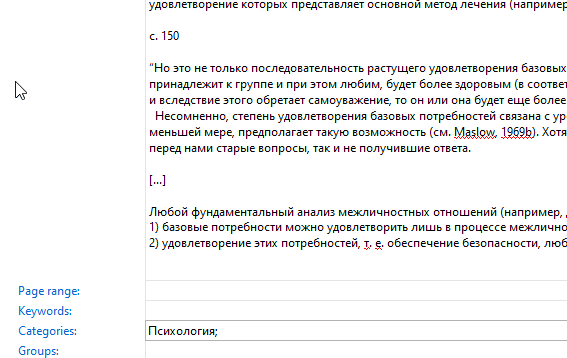 удовлетворение которых представляет основной метод лечения (например
с. 150
"Но это не только последовательность растущего удовлетворения базовых
принадлежит к группе и при этом любим, будет более здоровым (в соответ
и вследствие этого обретает самоуважение, то он или она будет еще более
Несомненно, степень удовлетворения базовых потребностей связана с ур
меньшей мере, предполагает такую возможность (см. Maslow, 1969b). Хотя
перед нами старые вопросы, так и не получившие ответа.
[...]
Любой фундаментальный анализ межличностных отношений (например, д
1) базовые потребности можно удовлетворить лишь в процессе межлично
2) удовлетворение этих потребностей, т. е. обеспечение безопасности, люб
Page range:
Keywords:
Categories: Психология;
Groups: